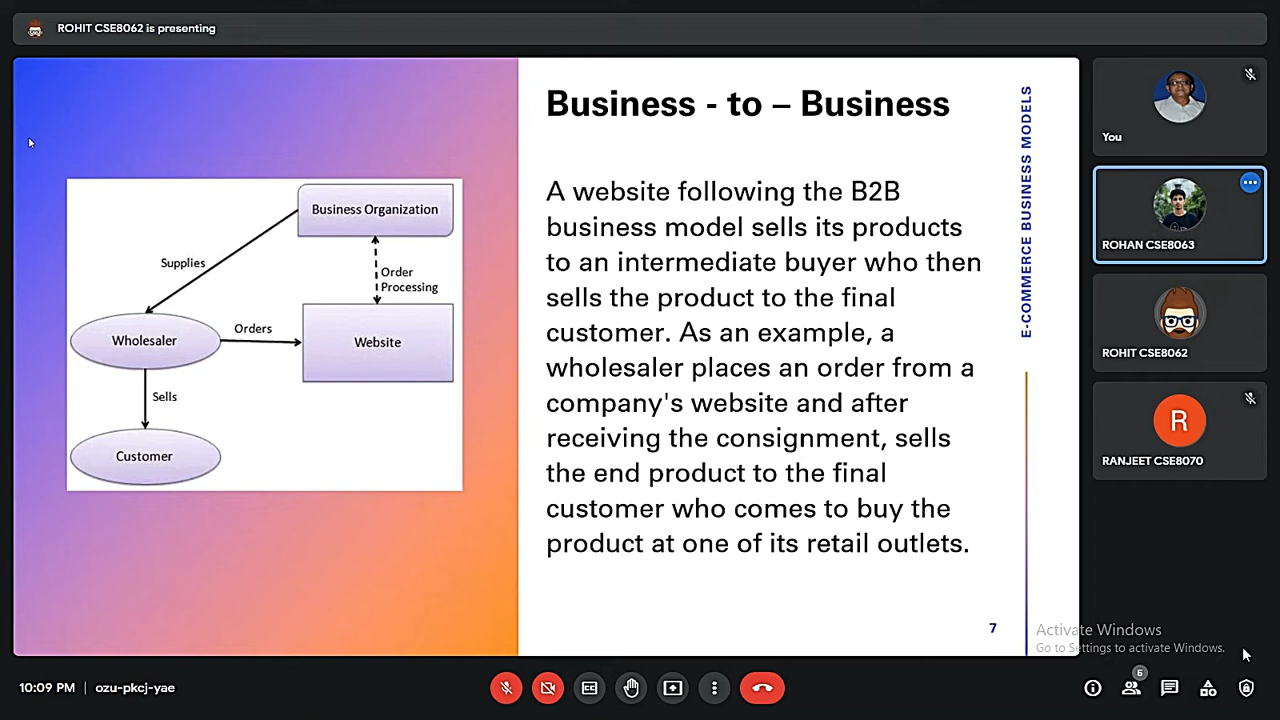 ROHIT CSE8062 is presenting
Business - to – Business
A website following the B2B
business model sells its products
to an intermediate buyer who then
sells the product to the final
customer. As an example, a
wholesaler places an order from a
company's website and after
receiving the consignment, sells
the end product to the final
customer who comes to buy the
product at one of its retail outlets.
E-COMMERCE BUSINESS MODELS
7
Business Organization
Supplies
Order
Processing
Wholesaler
Orders
Website
Sells
Customer
You
ROHAN CSE8063
ROHIT CSE8062
R
RANJEET CSE8070
Activate Windows
Go to Settings to activate Windows.
10:09 PM | ozu-pkcj-yae
CC
5